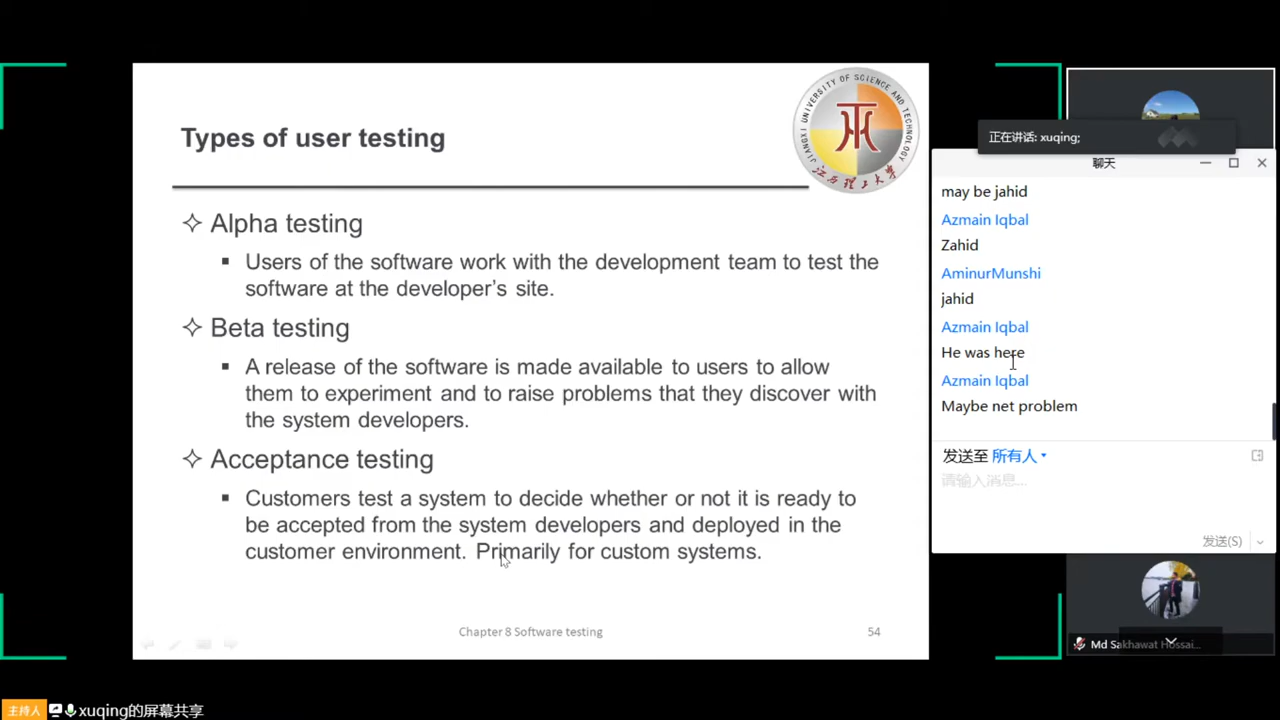 Types of user testing
JIANGXI UNIVERSITY OF SCIENCE AND TECHNOLOGY
江西理工大学
Alpha testing
Users of the software work with the development team to test the
software at the developer’s site.
Beta testing
A release of the software is made available to users to allow
them to experiment and to raise problems that they discover with
the system developers.
Acceptance testing
Customers test a system to decide whether or not it is ready to
be accepted from the system developers and deployed in the
customer environment. Primarily for custom systems.
Chapter 8 Software testing
54
正在讲话: xuqing;
聊天
may be jahid
Azmain Iqbal
Zahid
AminurMunshi
jahid
Azmain Iqbal
He was here
Azmain Iqbal
Maybe net problem
发送至 所有人
请输入消息...
发送(S)
Md Sakhawat Hossai...
主持人 xuqing的屏幕共享